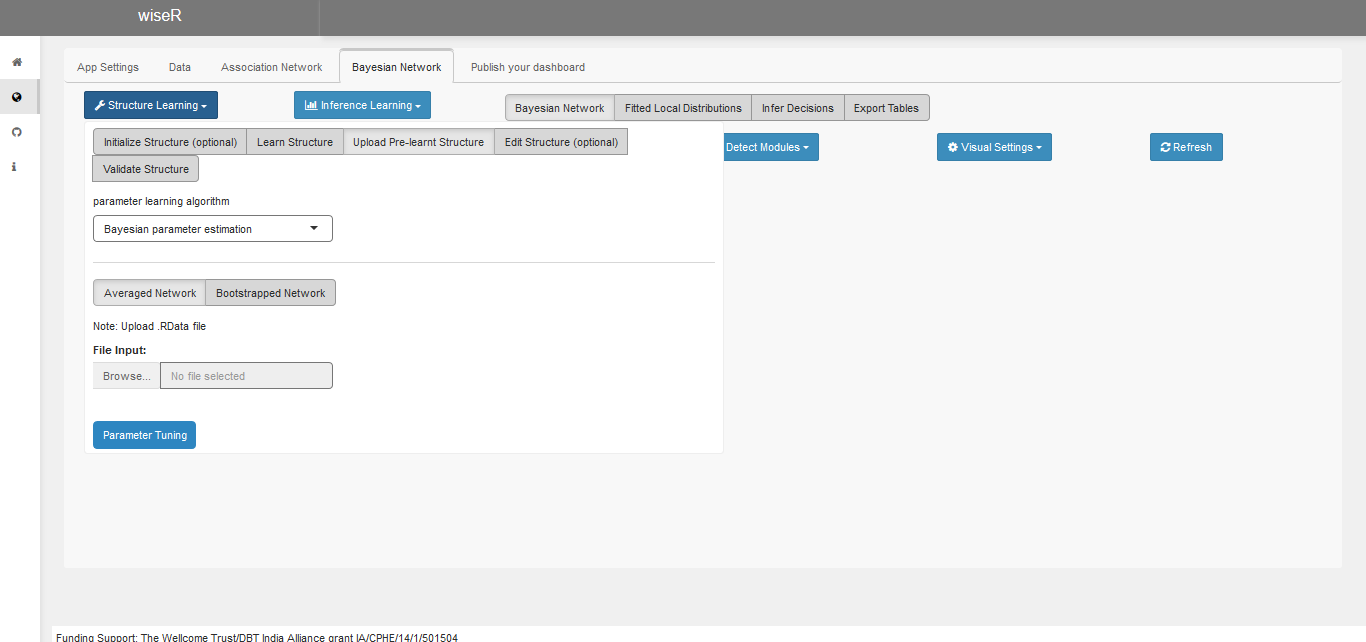 wiseR
App Settings Data Association Network Bayesian Network Publish your dashboard
Structure Learning Inference Learning Bayesian Network Fitted Local Distributions Infer Decisions Export Tables
Initialize Structure (optional) Learn Structure Upload Pre-learnt Structure Edit Structure (optional) Detect Modules Visual Settings Refresh
Validate Structure
parameter learning algorithm
Bayesian parameter estimation
Averaged Network Bootstrapped Network
Note: Upload .RData file
File Input:
Browse... No file selected
Parameter Tuning
Funding Support: The Wellcome Trust/DBT India Alliance grant IA/CPHE/14/1/501504